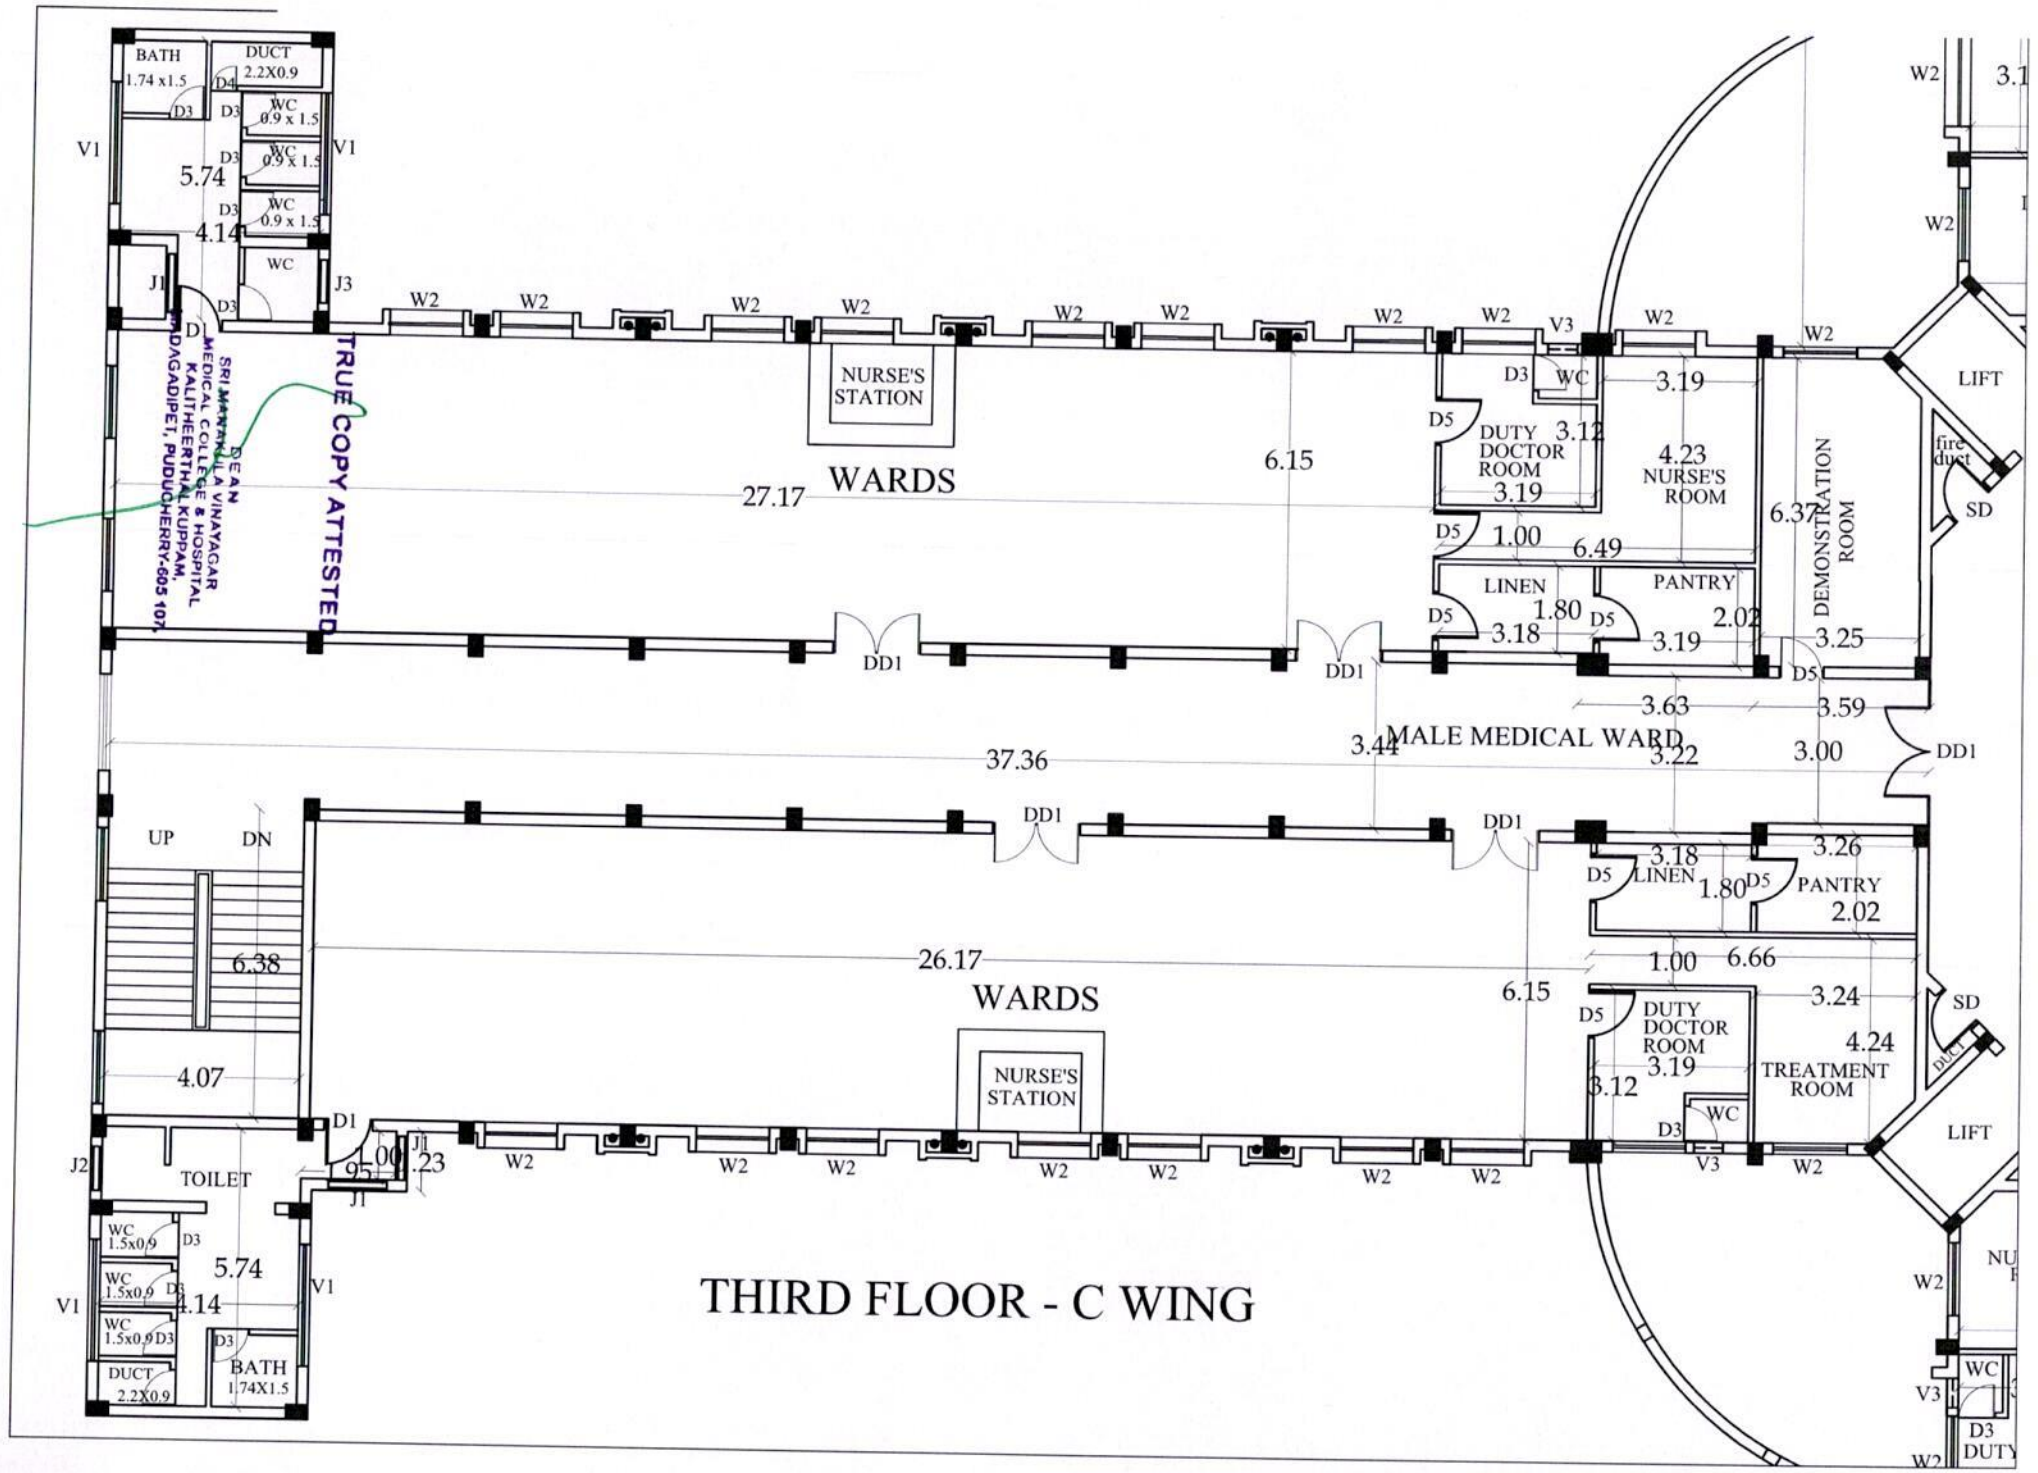 BATH
1.74 x1.5
DUCT
2.2X0.9
D4
D3
D3
WC
0.9 x 1.5
V1
D3
WC
0.9 x 1.5
V1
5.74
D3
WC
0.9 x 1.5
4.14
J1
WC
J3
D3
D1
W2
W2
W2
W2
W2
W2
W2
W2
V3
W2
W2
W2
3.1
W2
LIFT
fire
duct
SD
TRUE COPY ATTESTED
DEAN
SRI MANAKULA VINAYAGAR
MEDICAL COLLEGE & HOSPITAL
KALITHEERTHALKUPPAM,
MADAGADIPET, PUDUCHERRY-605 107.
NURSE'S
STATION
WARDS
27.17
6.15
D3
WC
3.19
D5
3.12
DUTY
DOCTOR
ROOM
3.19
4.23
NURSE'S
ROOM
6.37
DEMONSTRATION
ROOM
D5
1.00
6.49
LINEN
1.80
D5
3.18
D5
PANTRY
2.02
3.19
3.25
DD1
DD1
D5
3.63
3.59
MALE MEDICAL WARD
37.36
3.44
3.22
3.00
DD1
UP
DN
DD1
DD1
3.18
3.26
D5
LINEN
1.80
D5
PANTRY
2.02
6.38
26.17
WARDS
6.15
1.00
6.66
3.24
D5
DUTY
DOCTOR
ROOM
3.19
3.12
4.24
TREATMENT
ROOM
SD
DUCT
LIFT
4.07
NURSE'S
STATION
D1
J1
.00
.23
.95
J1
W2
W2
W2
W2
W2
W2
W2
D3
WC
V3
W2
J2
TOILET
WC
1.5x0.9
D3
5.74
WC
1.5x0.9
D3
4.14
V1
V1
WC
1.5x0.9
D3
D3
DUCT
2.2X0.9
BATH
1.74X1.5
THIRD FLOOR - C WING
NU
W2
WC
V3
D3
DUTY
W2